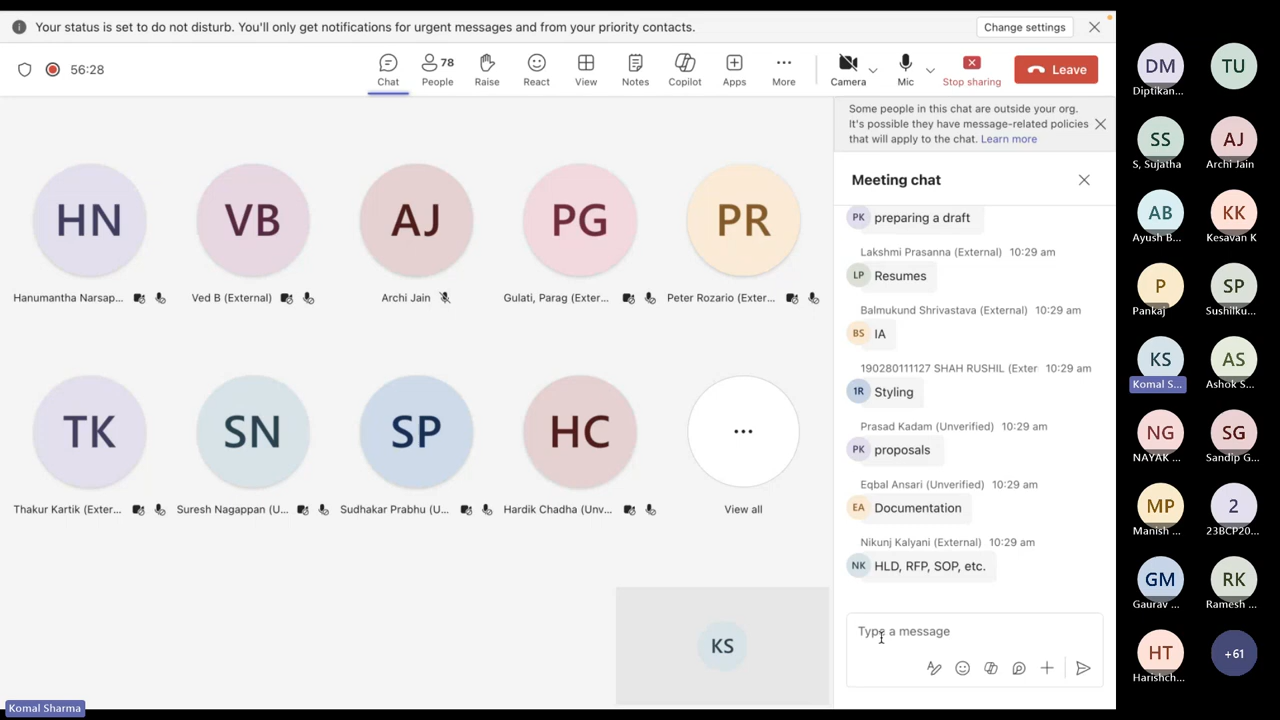 Your status is set to do not disturb. You'll only get notifications for urgent messages and from your priority contacts.
Change settings
56:28
Chat
78
People
Raise
React
View
Notes
Copilot
Apps
More
Camera
Mic
Stop sharing
Leave
Some people in this chat are outside your org.
It's possible they have message-related policies
that will apply to the chat. Learn more
Meeting chat
HN
VB
AJ
PG
PR
Hanumantha Narsap...
Ved B (External)
Archi Jain
Gulati, Parag (Exter...
Peter Rozario (Exter...
TK
SN
SP
HC
...
Thakur Kartik (Exter...
Suresh Nagappan (U...
Sudhakar Prabhu (U...
Hardik Chadha (Unv...
View all
KS
Komal Sharma
PK preparing a draft
Lakshmi Prasanna (External) 10:29 am
LP Resumes
Balmukund Shrivastava (External) 10:29 am
BS IA
190280111127 SHAH RUSHIL (Exter 10:29 am
1R Styling
Prasad Kadam (Unverified) 10:29 am
PK proposals
Eqbal Ansari (Unverified) 10:29 am
EA Documentation
Nikunj Kalyani (External) 10:29 am
NK HLD, RFP, SOP, etc.
Type a message
DM
TU
Diptikan...
SS
AJ
S, Sujatha
Archi Jain
AB
KK
Ayush B...
Kesavan K
P
SP
Pankaj
Sushilku...
KS
AS
Komal S...
Ashok S...
NG
SG
NAYAK ...
Sandip G...
MP
2
Manish ...
23BCP20...
GM
RK
Gaurav ...
Ramesh ...
HT
+61
Harishch...